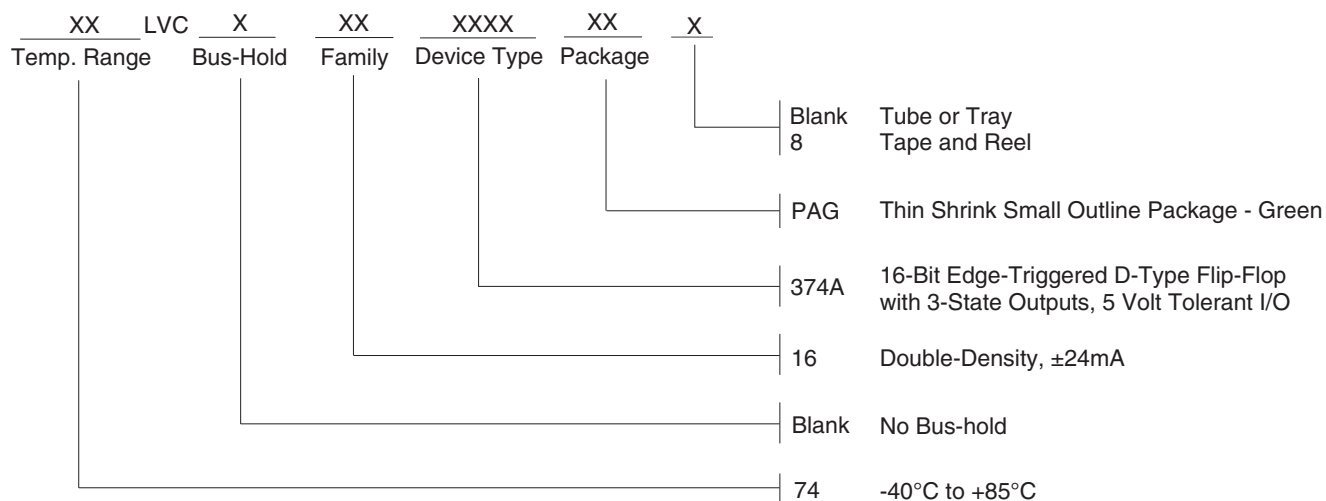 XX LVC X XX XXXX XX X
Temp. Range Bus-Hold Family Device Type Package
Blank Tube or Tray
8 Tape and Reel
PAG Thin Shrink Small Outline Package - Green
374A 16-Bit Edge-Triggered D-Type Flip-Flop
with 3-State Outputs, 5 Volt Tolerant I/O
16 Double-Density, ±24mA
Blank No Bus-hold
74 -40°C to +85°C